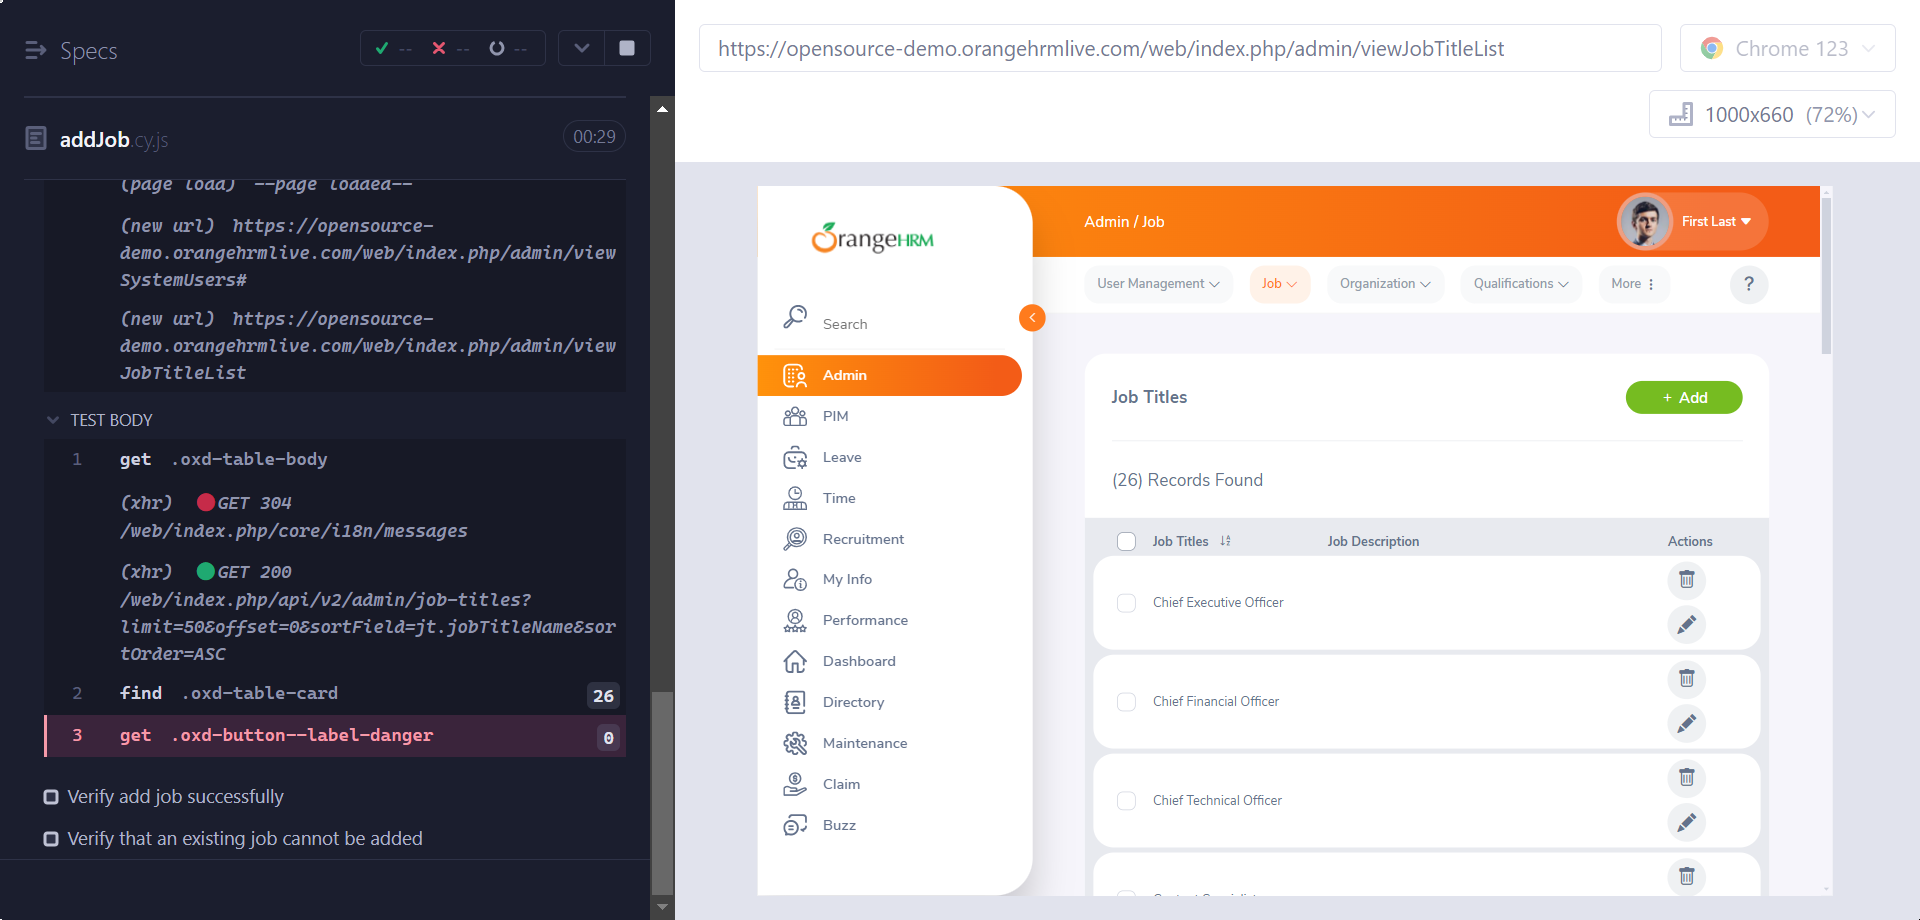 Specs
-- -- --
addJob.cy.js
00:29
(page load) --page loaded--
(new url) https://opensource-
demo.orangehrmlive.com/web/index.php/admin/view
SystemUsers#
(new url) https://opensource-
demo.orangehrmlive.com/web/index.php/admin/view
JobTitleList
TEST BODY
1 get .oxd-table-body
(xhr) GET 304
/web/index.php/core/i18n/messages
(xhr) GET 200
/web/index.php/api/v2/admin/job-titles?
limit=50&offset=0&sortField=jt.jobTitleName&sor
tOrder=ASC
2 find .oxd-table-card 26
3 get .oxd-button--label-danger 0
Verify add job successfully
Verify that an existing job cannot be added
https://opensource-demo.orangehrmlive.com/web/index.php/admin/viewJobTitleList
Chrome 123
1000x660 (72%)
OrangeHRM
Search
Admin
PIM
Leave
Time
Recruitment
My Info
Performance
Dashboard
Directory
Maintenance
Claim
Buzz
Admin / Job
First Last
User Management
Job
Organization
Qualifications
More
?
Job Titles
+ Add
(26) Records Found
Job Titles
Job Description
Actions
Chief Executive Officer
Chief Financial Officer
Chief Technical Officer